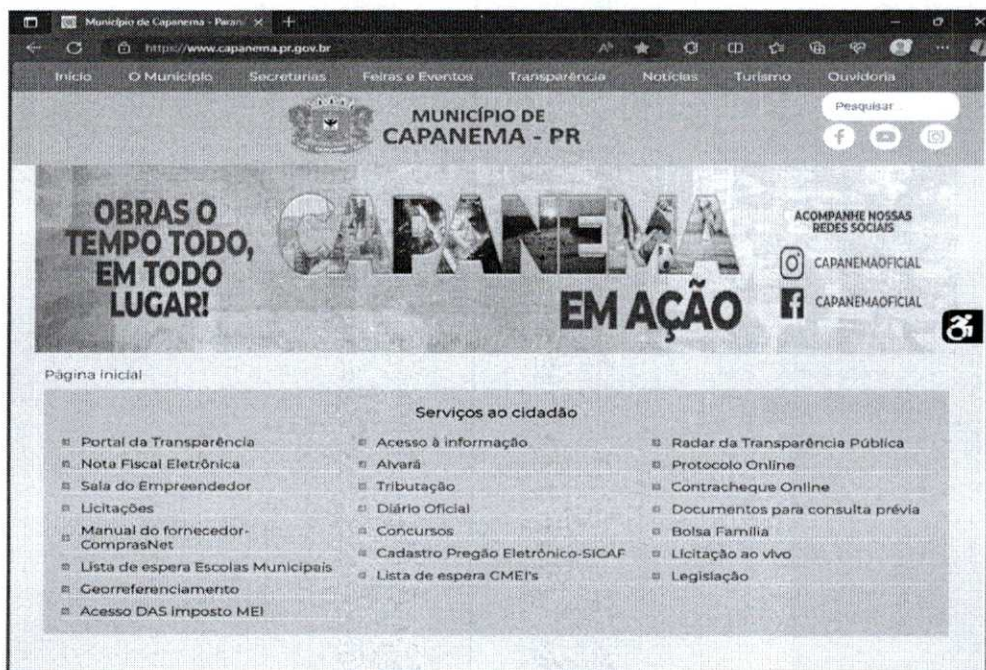 Município de Capanema - Paraná
https://www.capanema.pr.gov.br
Início O Município Secretarias Feiras e Eventos Transparência Notícias Turismo Ouvidoria
MUNICÍPIO DE
CAPANEMA - PR
Pesquisar...
OBRAS O
TEMPO TODO,
EM TODO
LUGAR!
CAPANEMA
EM AÇÃO
ACOMPANHE NOSSAS
REDES SOCIAIS
CAPANEMAOFICIAL
CAPANEMAOFICIAL
Página inicial
Serviços ao cidadão
Portal da Transparência
Nota Fiscal Eletrônica
Sala do Empreendedor
Licitações
Manual do fornecedor-
ComprasNet
Lista de espera Escolas Municipais
Georreferenciamento
Acesso DAS imposto MEI
Acesso à informação
Alvará
Tributação
Diário Oficial
Concursos
Cadastro Pregão Eletrônico-SICAF
Lista de espera CMEI's
Radar da Transparência Pública
Protocolo Online
Contracheque Online
Documentos para consulta prévia
Bolsa Família
Licitação ao vivo
Legislação